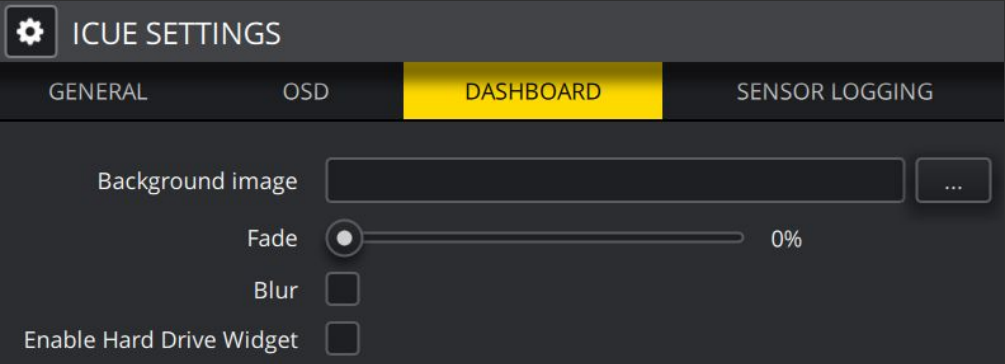 ICUE SETTINGS
GENERAL OSD DASHBOARD SENSOR LOGGING
Background image ...
Fade 0%
Blur
Enable Hard Drive Widget